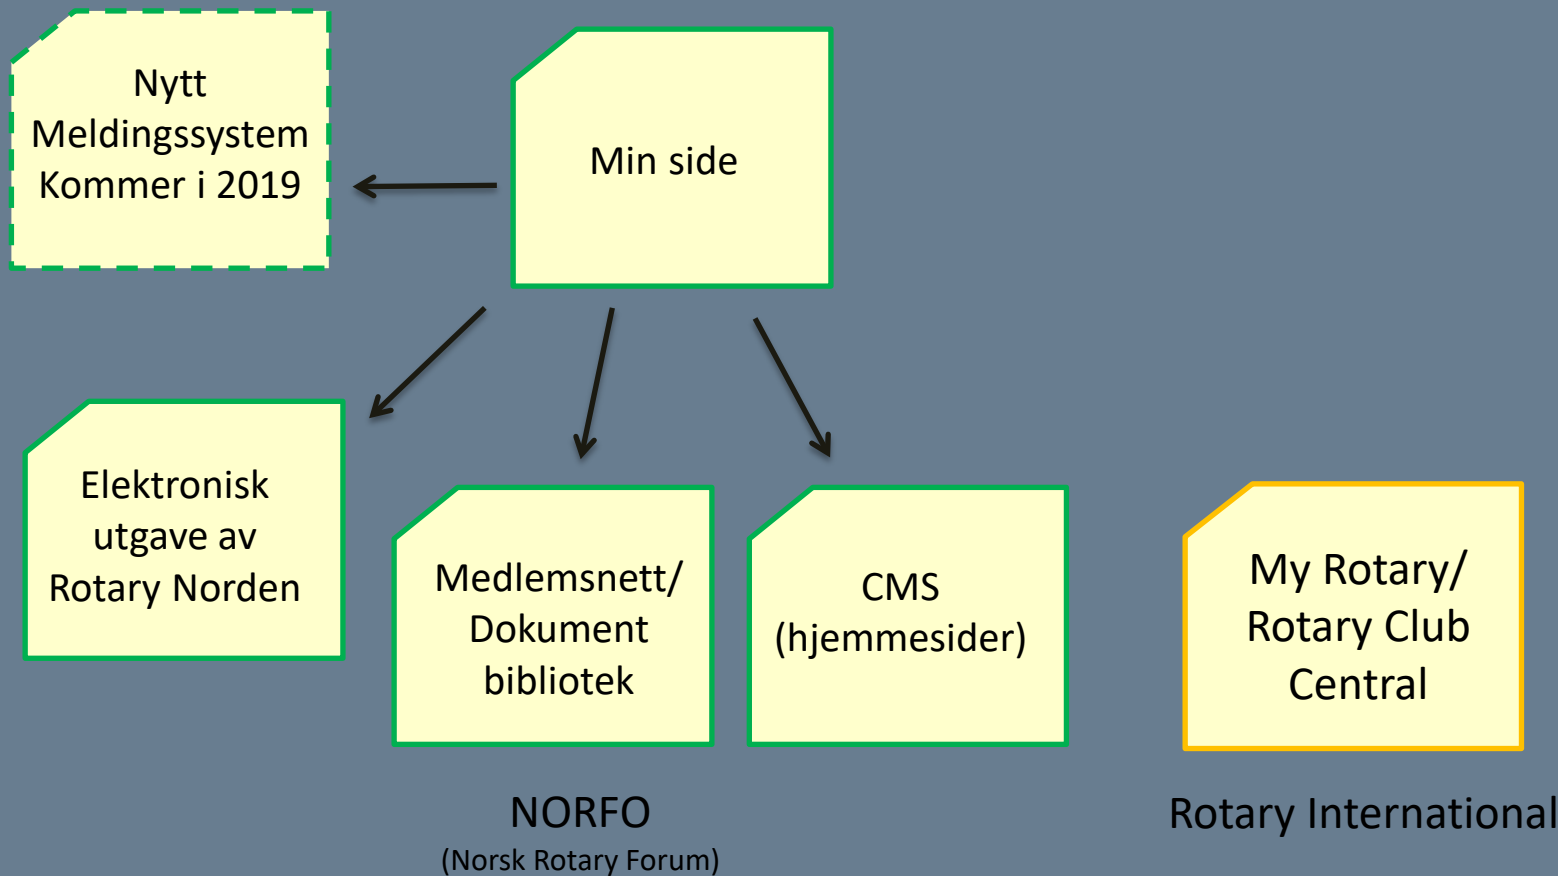 Nytt
Meldingssystem
Kommer i 2019
Min side
Elektronisk
utgave av
Rotary Norden
Medlemsnett/
Dokument
bibliotek
CMS
(hjemmesider)
My Rotary/
Rotary Club
Central
NORFO
(Norsk Rotary Forum)
Rotary International